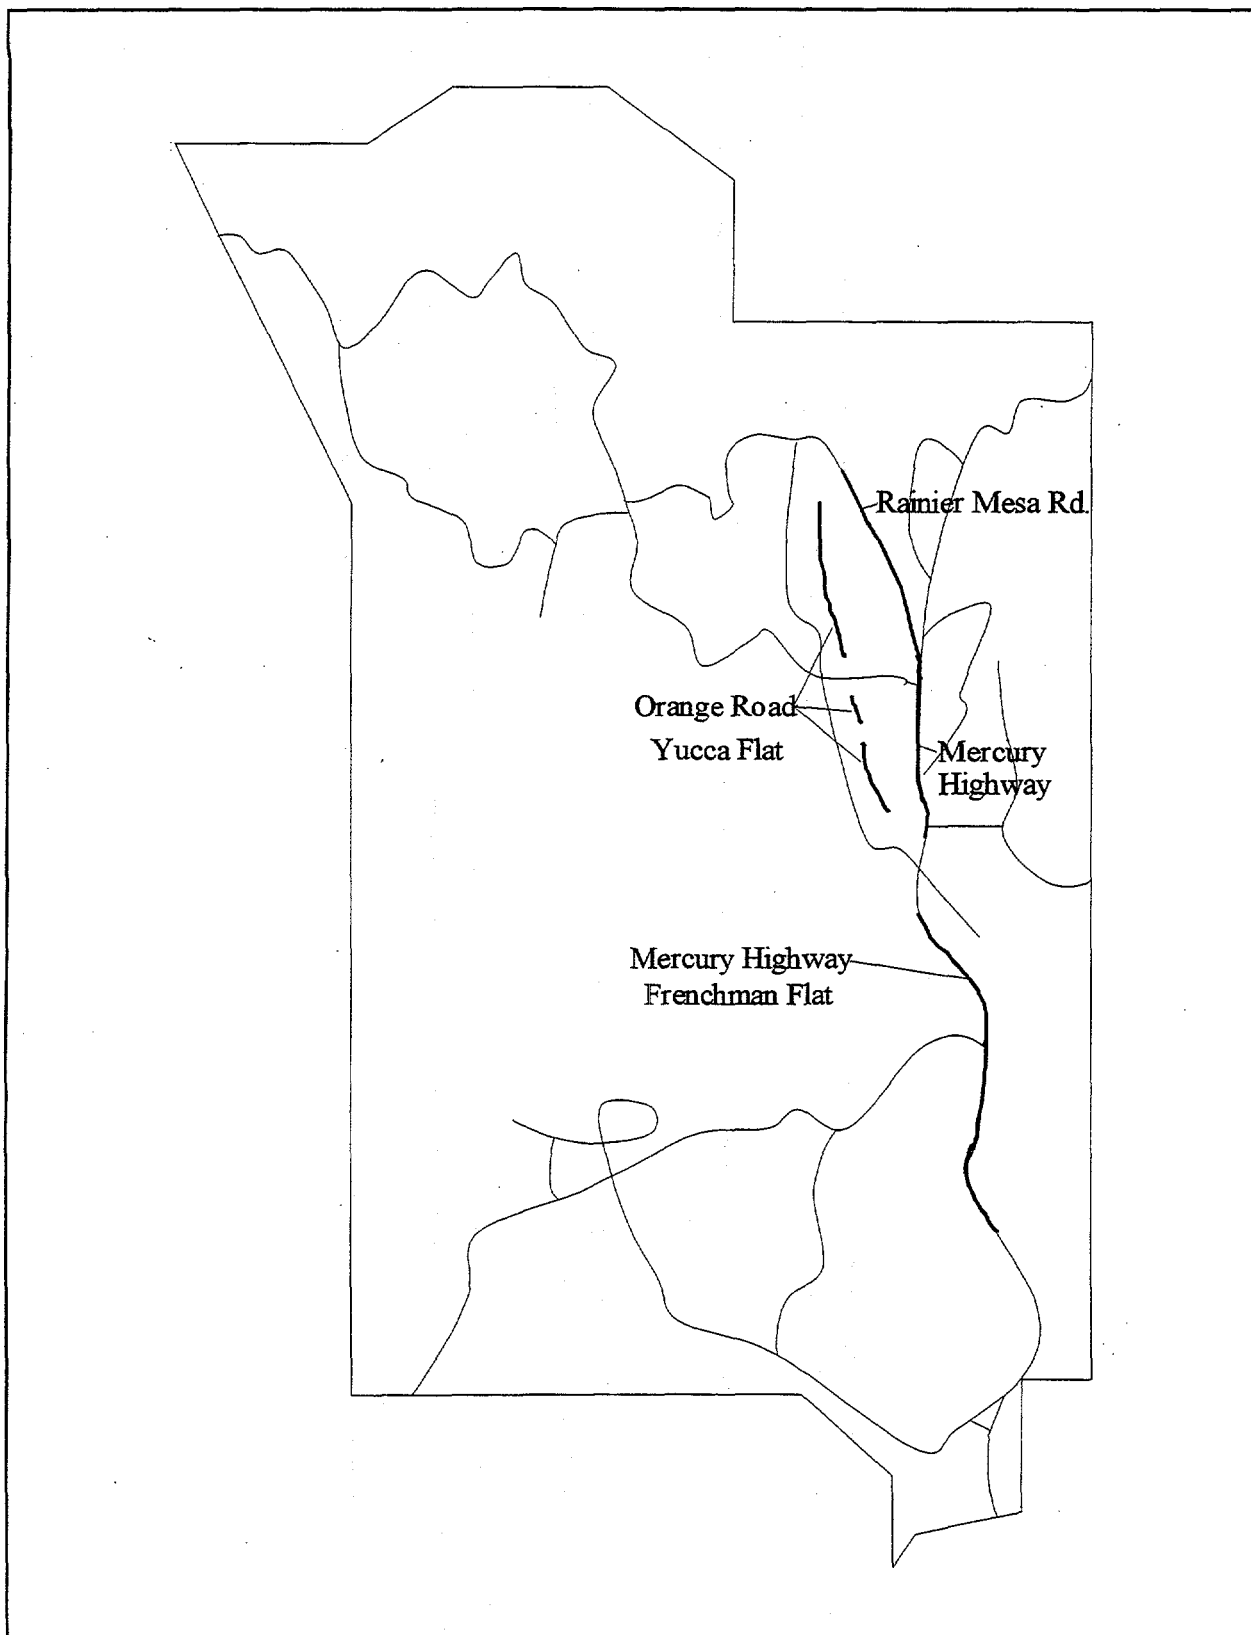 Rainier Mesa Rd.
Orange Road
Yucca Flat
Mercury
Highway
Mercury Highway
Frenchman Flat